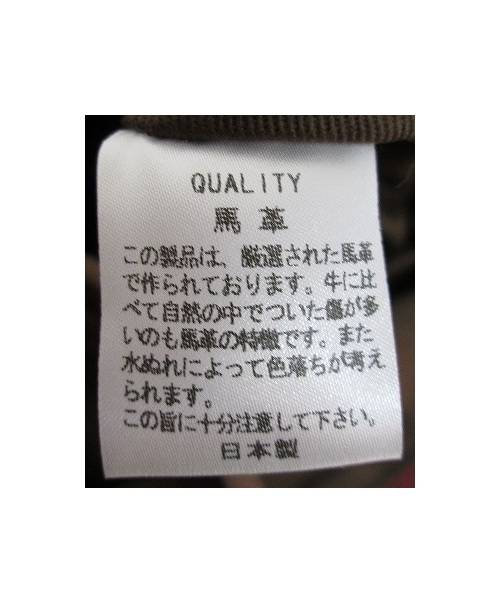 QUALITY
馬革
この製品は、厳選された馬革
で作られております。牛に比
べて自然の中でついた傷が多
いのも馬革の特徴です。また
水ぬれによって色落ちが考え
られます。
この旨に十分注意して下さい。
日本製